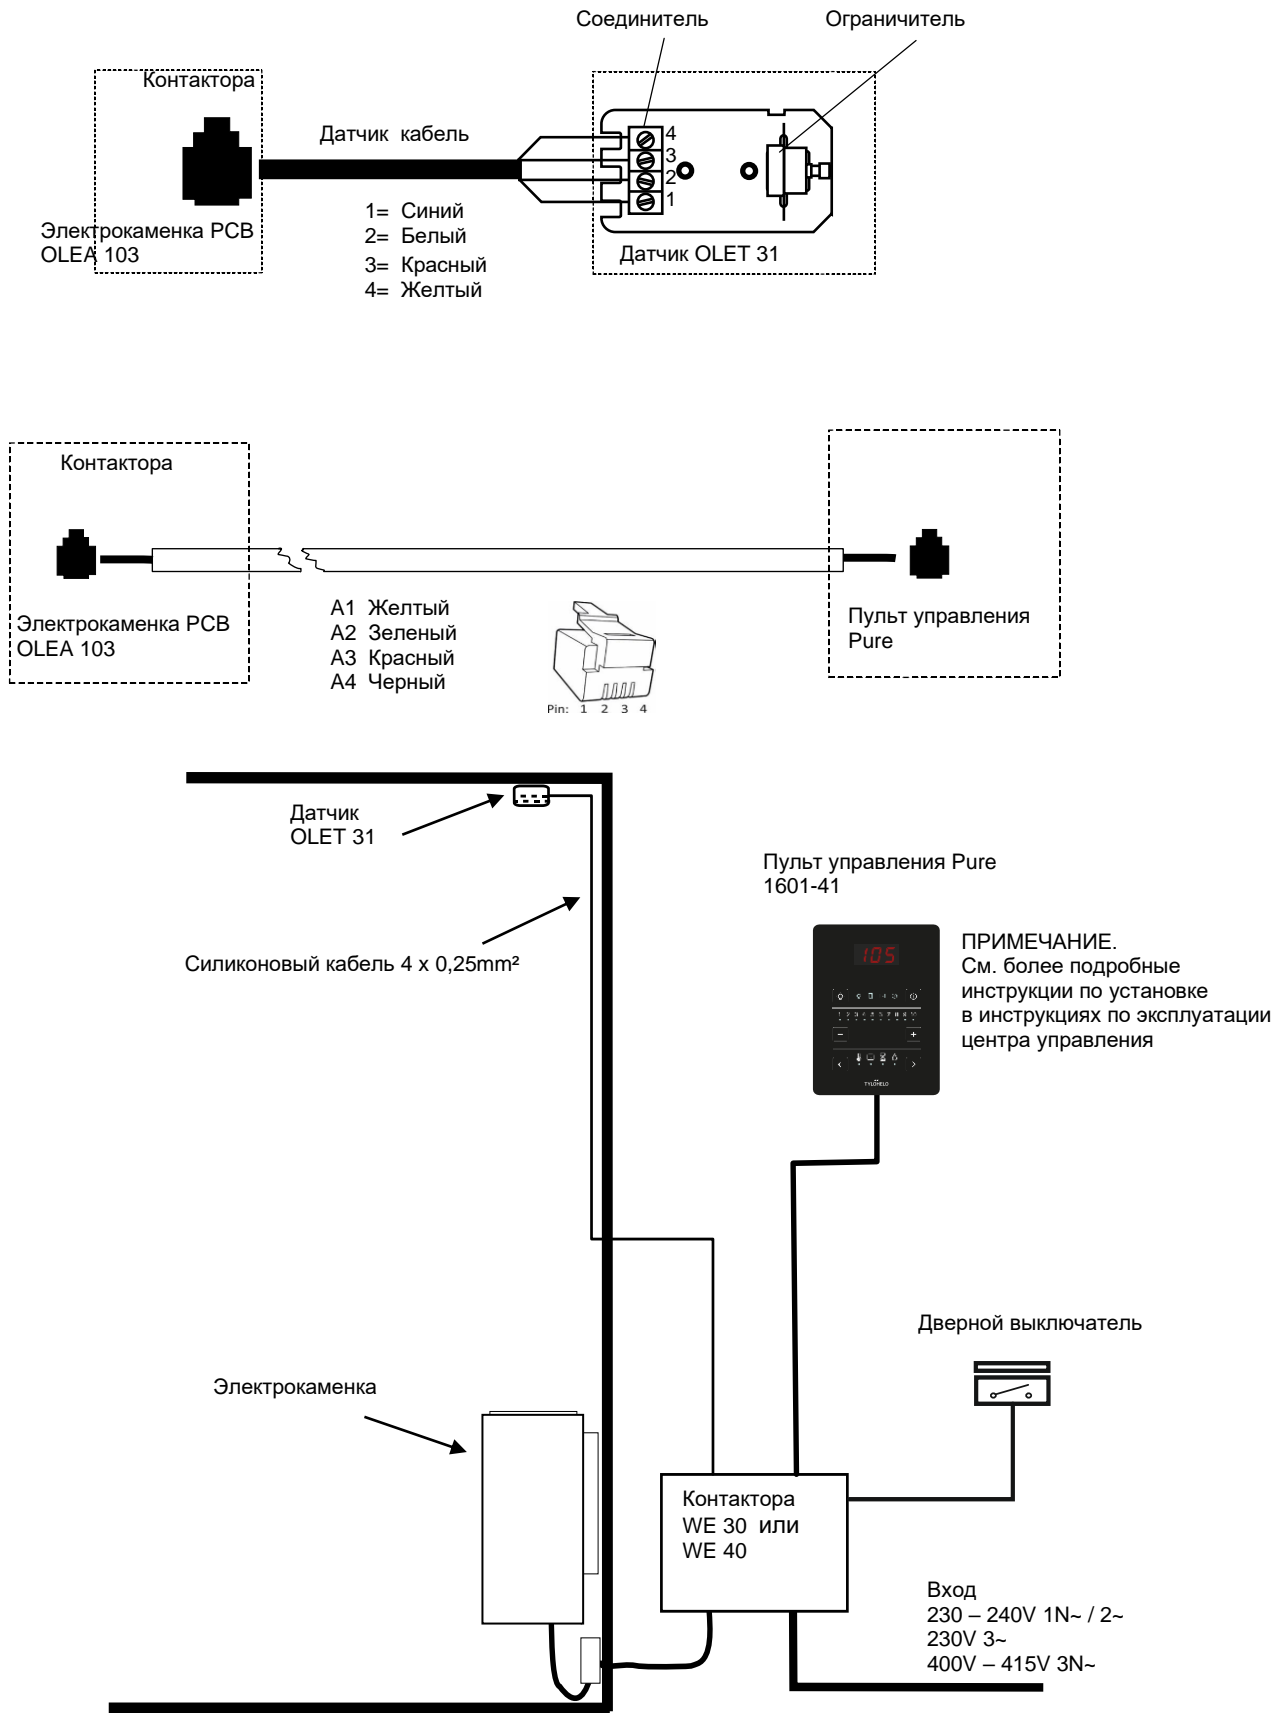 Соединитель
Ограничитель
Контактора
Датчик кабель
4
3
2
1
1= Синий
2= Белый
3= Красный
4= Желтый
Электрокаменка PCB
OLEA 103
Датчик OLET 31
Контактора
Электрокаменка PCB
OLEA 103
A1 Желтый
A2 Зеленый
A3 Красный
A4 Черный
Pin: 1 2 3 4
Пульт управления
Pure
Датчик
OLET 31
Силиконовый кабель 4 x 0,25mm²
Пульт управления Pure
1601-41
105
TYLÖHELO
ПРИМЕЧАНИЕ.
См. более подробные
инструкции по установке
в инструкциях по эксплуатации
центра управления
Дверной выключатель
Электрокаменка
Контактора
WE 30 или
WE 40
Вход
230 – 240V 1N~ / 2~
230V 3~
400V – 415V 3N~